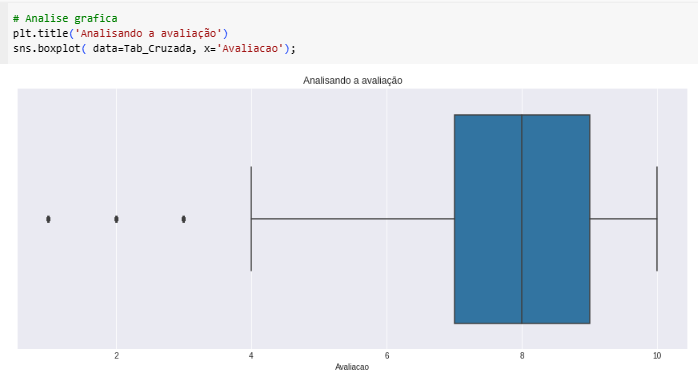 # Analise grafica
plt.title('Analisando a avaliação')
sns.boxplot( data=Tab_Cruzada, x='Avaliacao');
Analisando a avaliação
2 4 6 8 10
Avaliacao